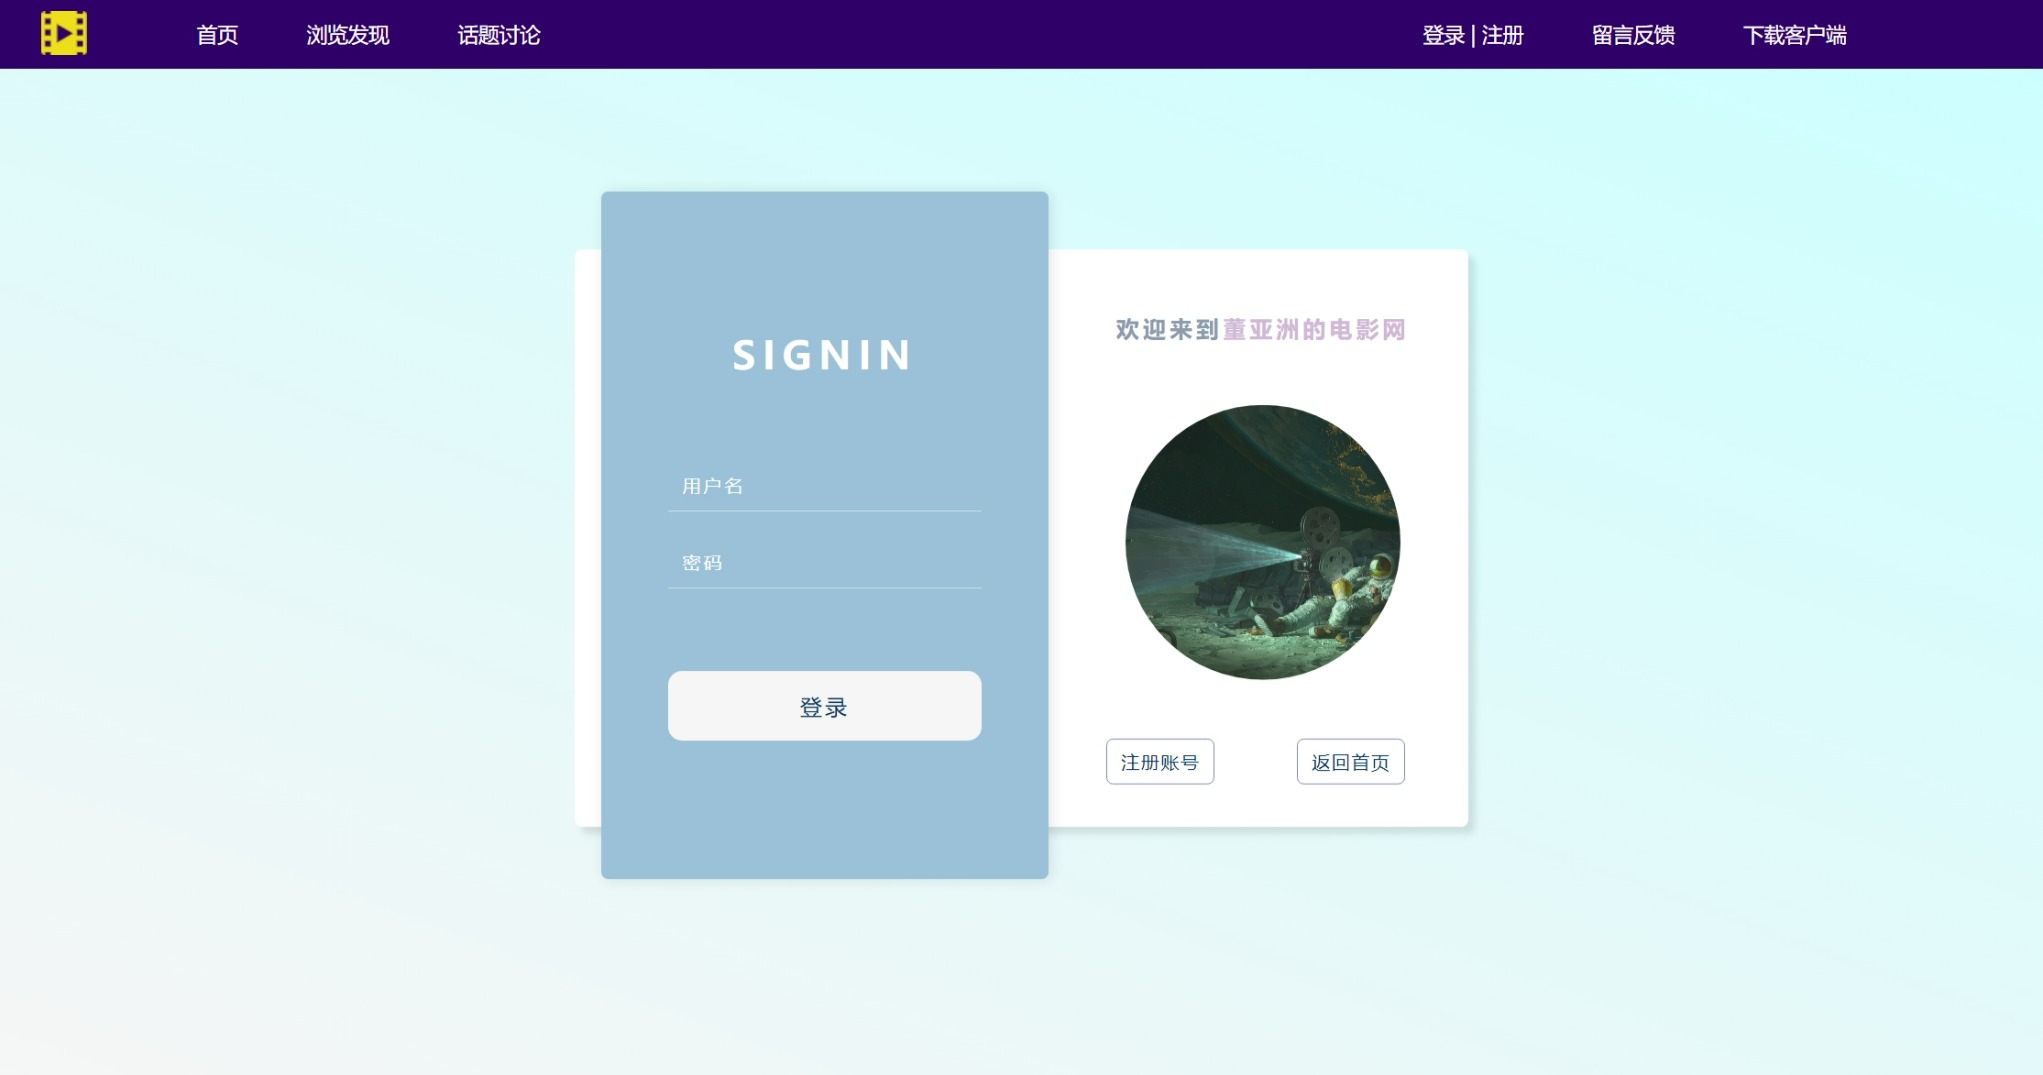 首页 浏览发现 话题讨论 登录 | 注册 留言反馈 下载客户端
SIGNIN
用户名
密码
登录
欢迎来到董亚洲的电影网
注册账号 返回首页